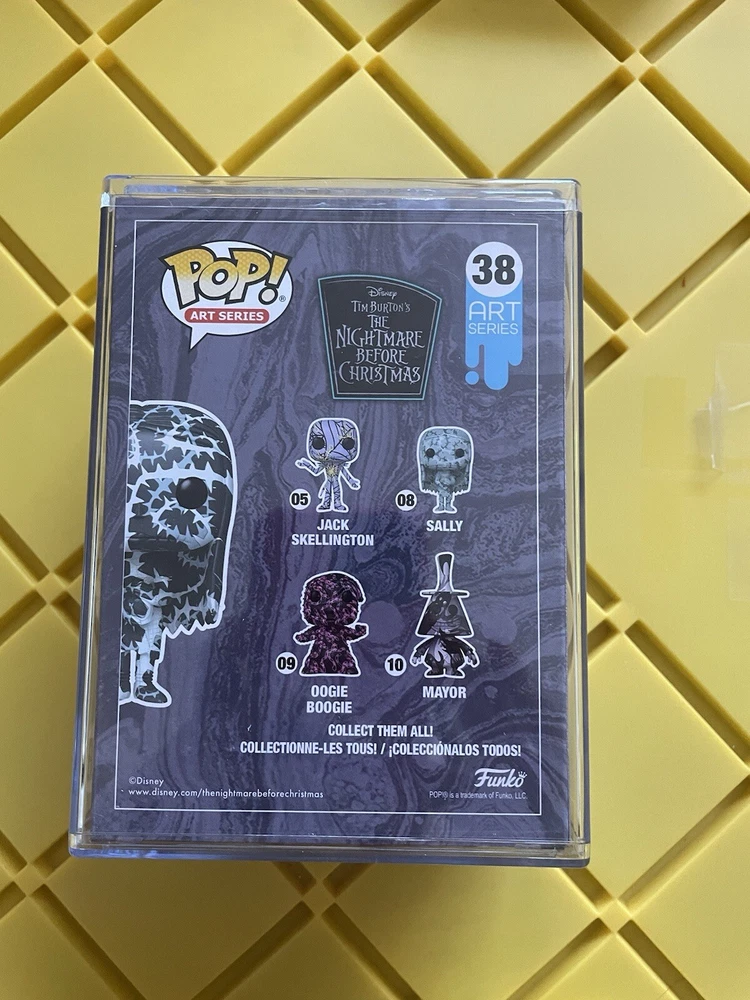 POP!®
ART SERIES
Disney
TIM BURTON'S
THE
NIGHTMARE
BEFORE
CHRISTMAS
38
ART
SERIES
05
JACK
SKELLINGTON
08
SALLY
09
OOGIE
BOOGIE
10
MAYOR
COLLECT THEM ALL!
COLLECTIONNE-LES TOUS! / ¡COLECCIÓNALOS TODOS!
©Disney
www.disney.com/thenightmarebeforechristmas
Funko
POP!® is a trademark of Funko, LLC.